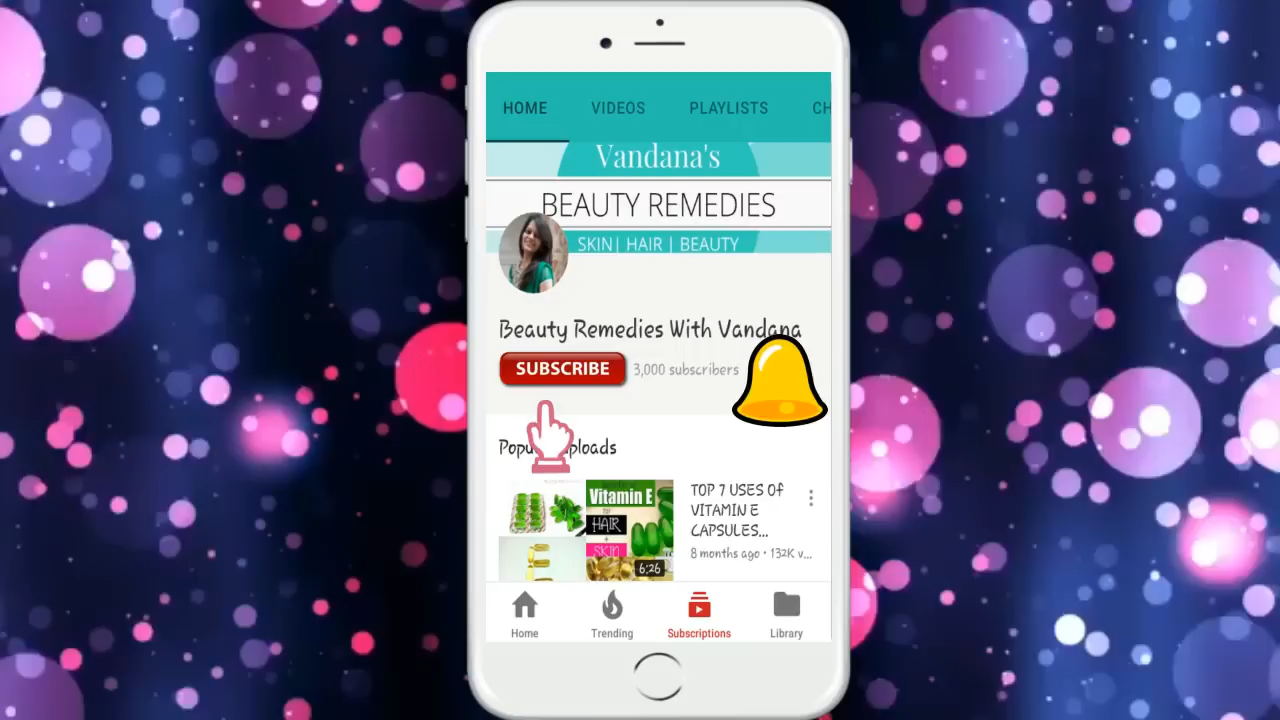 HOME VIDEOS PLAYLISTS CH
Vandana's
BEAUTY REMEDIES
SKIN| HAIR | BEAUTY
Beauty Remedies With Vandana
SUBSCRIBE 3,000 subscribers
Popu ploads
Vitamin E
HAIR
+
SKIN
E
6:26
TOP 7 USES Of
VITAMIN E
CAPSULES...
8 months ago • 132K v...
Home Trending Subscriptions Library